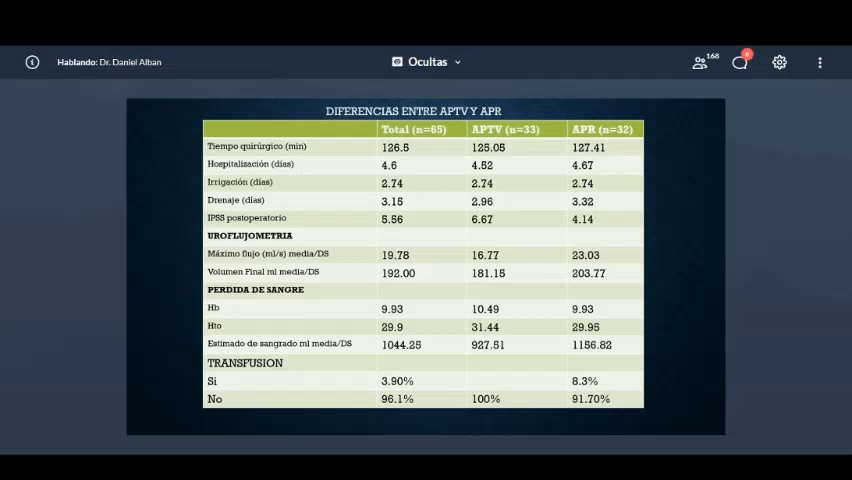 Hablando: Dr. Daniel Alban
Ocultas
168
6
DIFERENCIAS ENTRE APTV Y APR
Total (n=65) APTV (n=33) APR (n=32)
Tiempo quirúrgico (min) 126.5 125.05 127.41
Hospitalización (días) 4.6 4.52 4.67
Irrigación (días) 2.74 2.74 2.74
Drenaje (días) 3.15 2.96 3.32
IPSS postoperatorio 5.56 6.67 4.14
UROFLUJOMETRIA
Máximo flujo (ml/s) media/DS 19.78 16.77 23.03
Volumen Final ml media/DS 192.00 181.15 203.77
PERDIDA DE SANGRE
Hb 9.93 10.49 9.93
Hto 29.9 31.44 29.95
Estimado de sangrado ml media/DS 1044.25 927.51 1156.82
TRANSFUSION
Si 3.90% 8.3%
No 96.1% 100% 91.70%